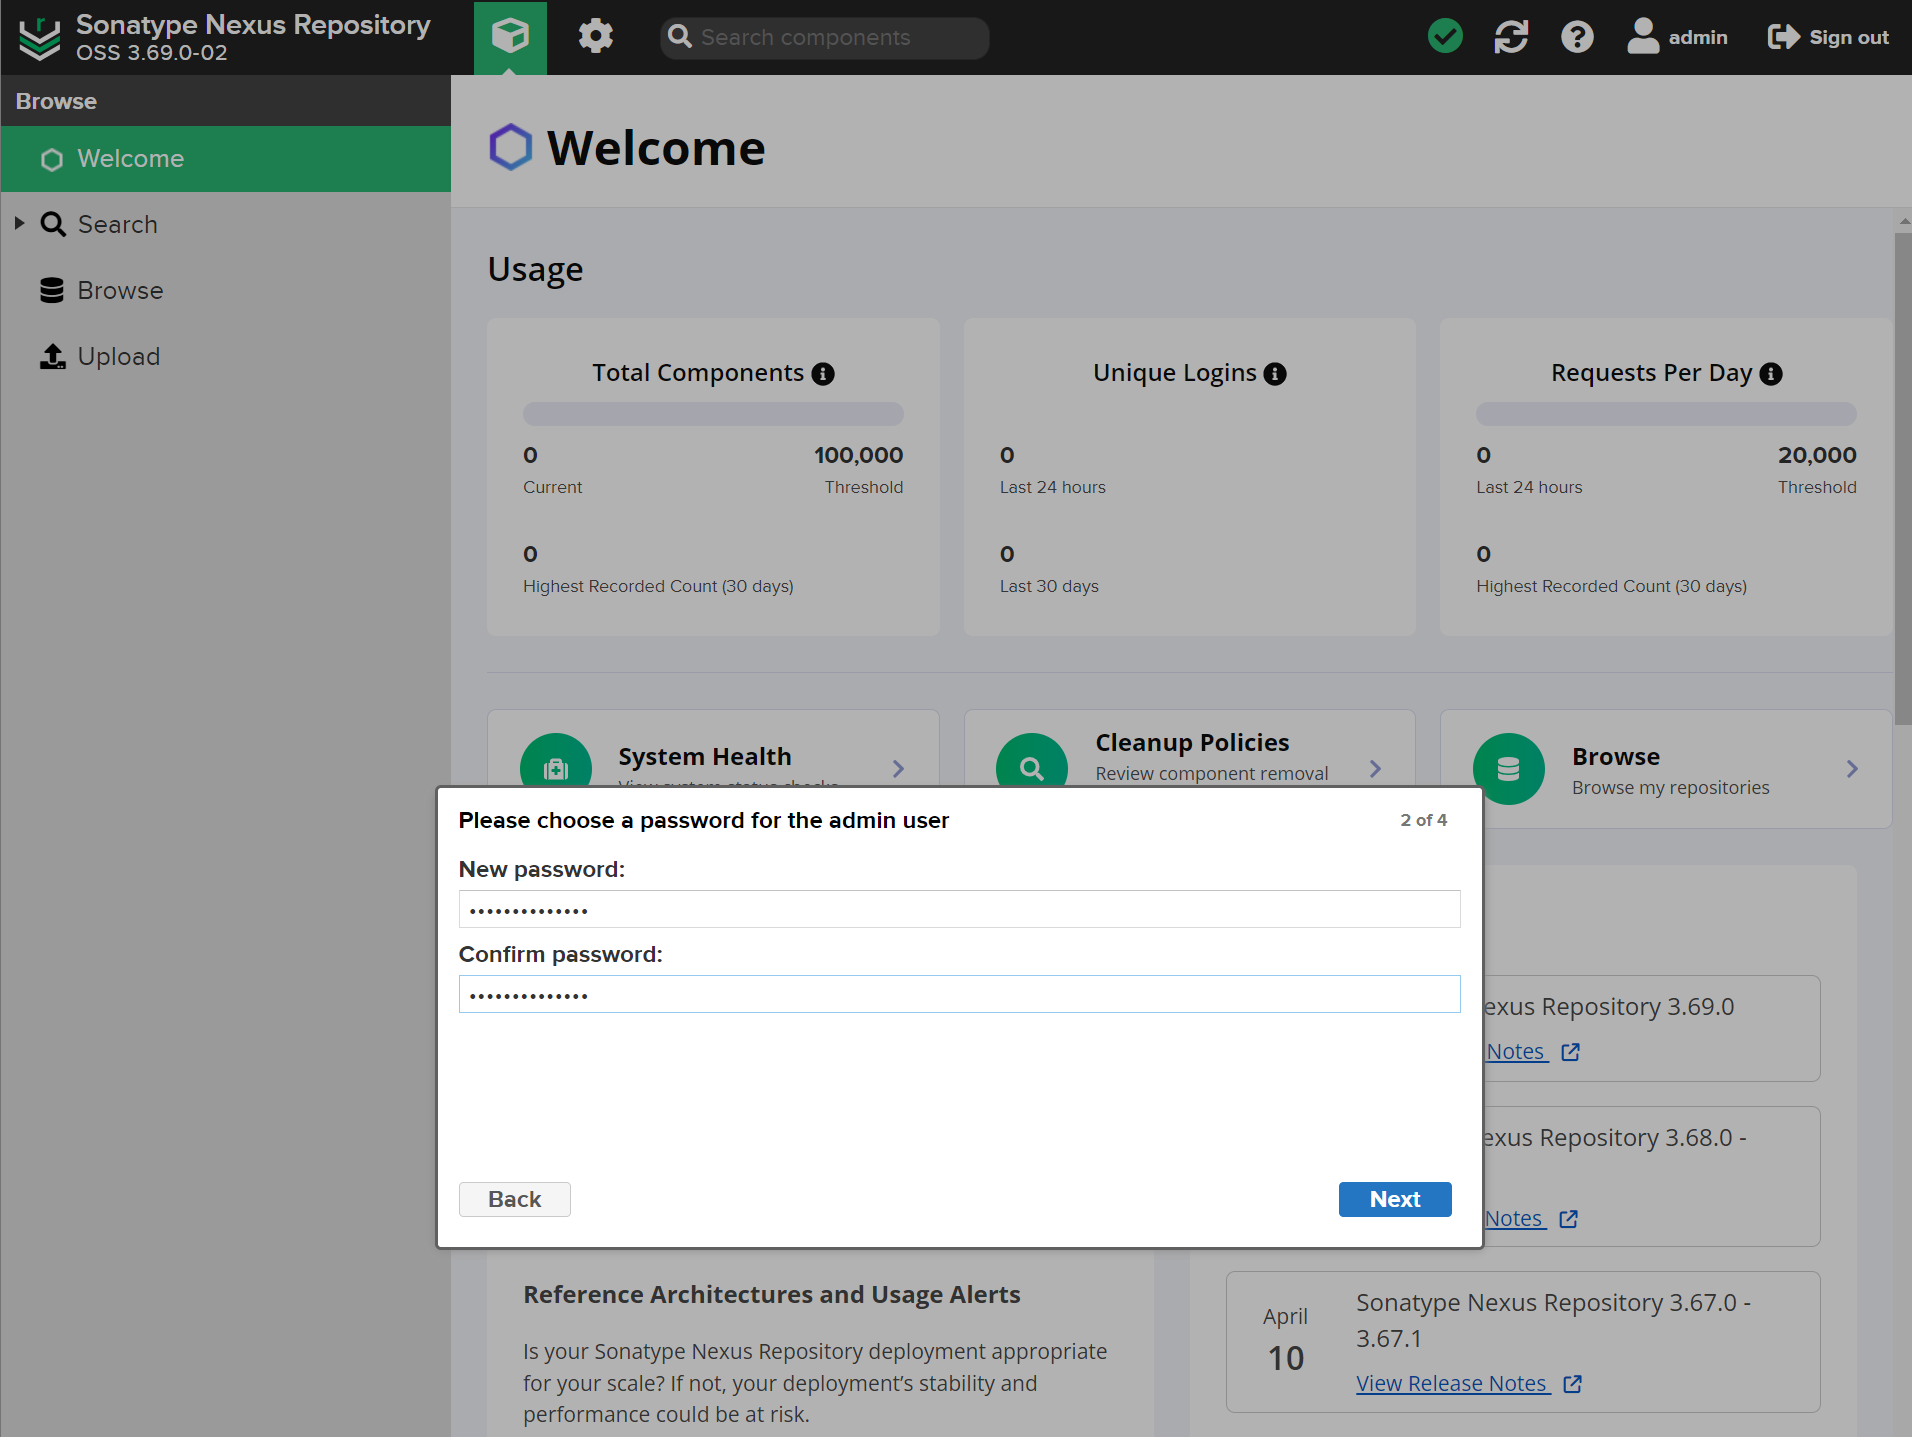 Sonatype Nexus Repository
OSS 3.69.0-02
Search components
admin
Sign out
Browse
Welcome
Search
Browse
Upload
Welcome
Usage
Total Components
0
100,000
Current
Threshold
0
Highest Recorded Count (30 days)
Unique Logins
0
Last 24 hours
0
Last 30 days
Requests Per Day
0
20,000
Last 24 hours
Threshold
0
Highest Recorded Count (30 days)
System Health
View system status checks
Cleanup Policies
Review component removal
Browse
Browse my repositories
Please choose a password for the admin user
2 of 4
New password:
••••••••••••••
Confirm password:
••••••••••••••
Back
Next
exus Repository 3.69.0
Notes
exus Repository 3.68.0 -
Notes
Reference Architectures and Usage Alerts
Is your Sonatype Nexus Repository deployment appropriate
for your scale? If not, your deployment’s stability and
performance could be at risk.
April
10
Sonatype Nexus Repository 3.67.0 -
3.67.1
View Release Notes